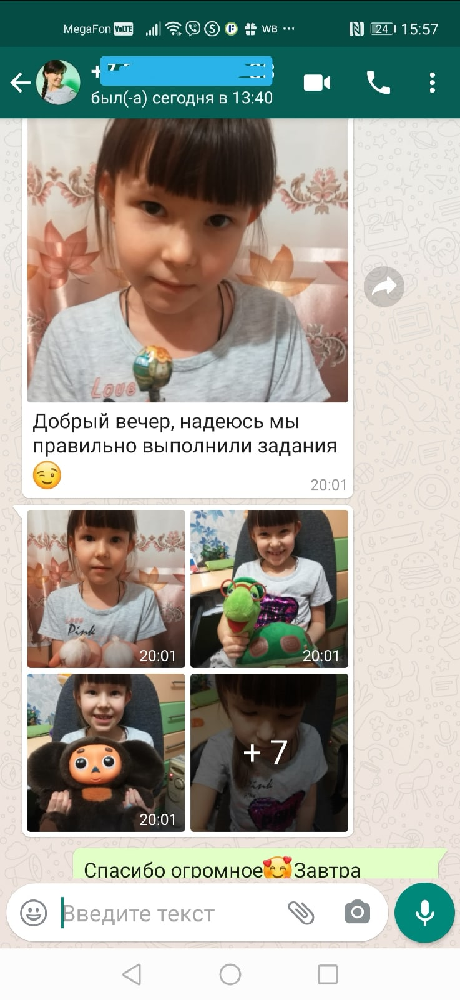 MegaFon VoLTE WB ... 24 15:57
был(-а) сегодня в 13:40
Love
Добрый вечер, надеюсь мы
правильно выполнили задания
20:01
LOVE
Pink
20:01
20:01
20:01
+ 7
Pink
Спасибо огромное Завтра
Введите текст